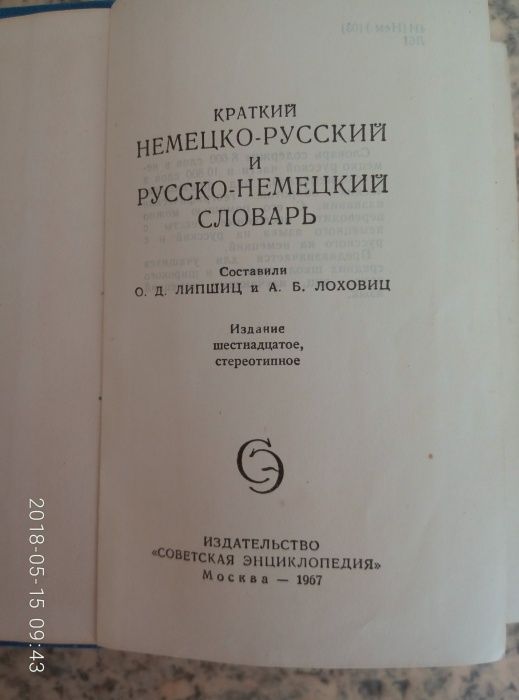 КРАТКИЙ
НЕМЕЦКО-РУССКИЙ
И
РУССКО-НЕМЕЦКИЙ
СЛОВАРЬ
Составили
О. Д. ЛИПШИЦ и А. Б. ЛОХОВИЦ
Издание
шестнадцатое,
стереотипное
СЭ
ИЗДАТЕЛЬСТВО
«СОВЕТСКАЯ ЭНЦИКЛОПЕДИЯ»
Москва — 1967
2018-05-15 09:43